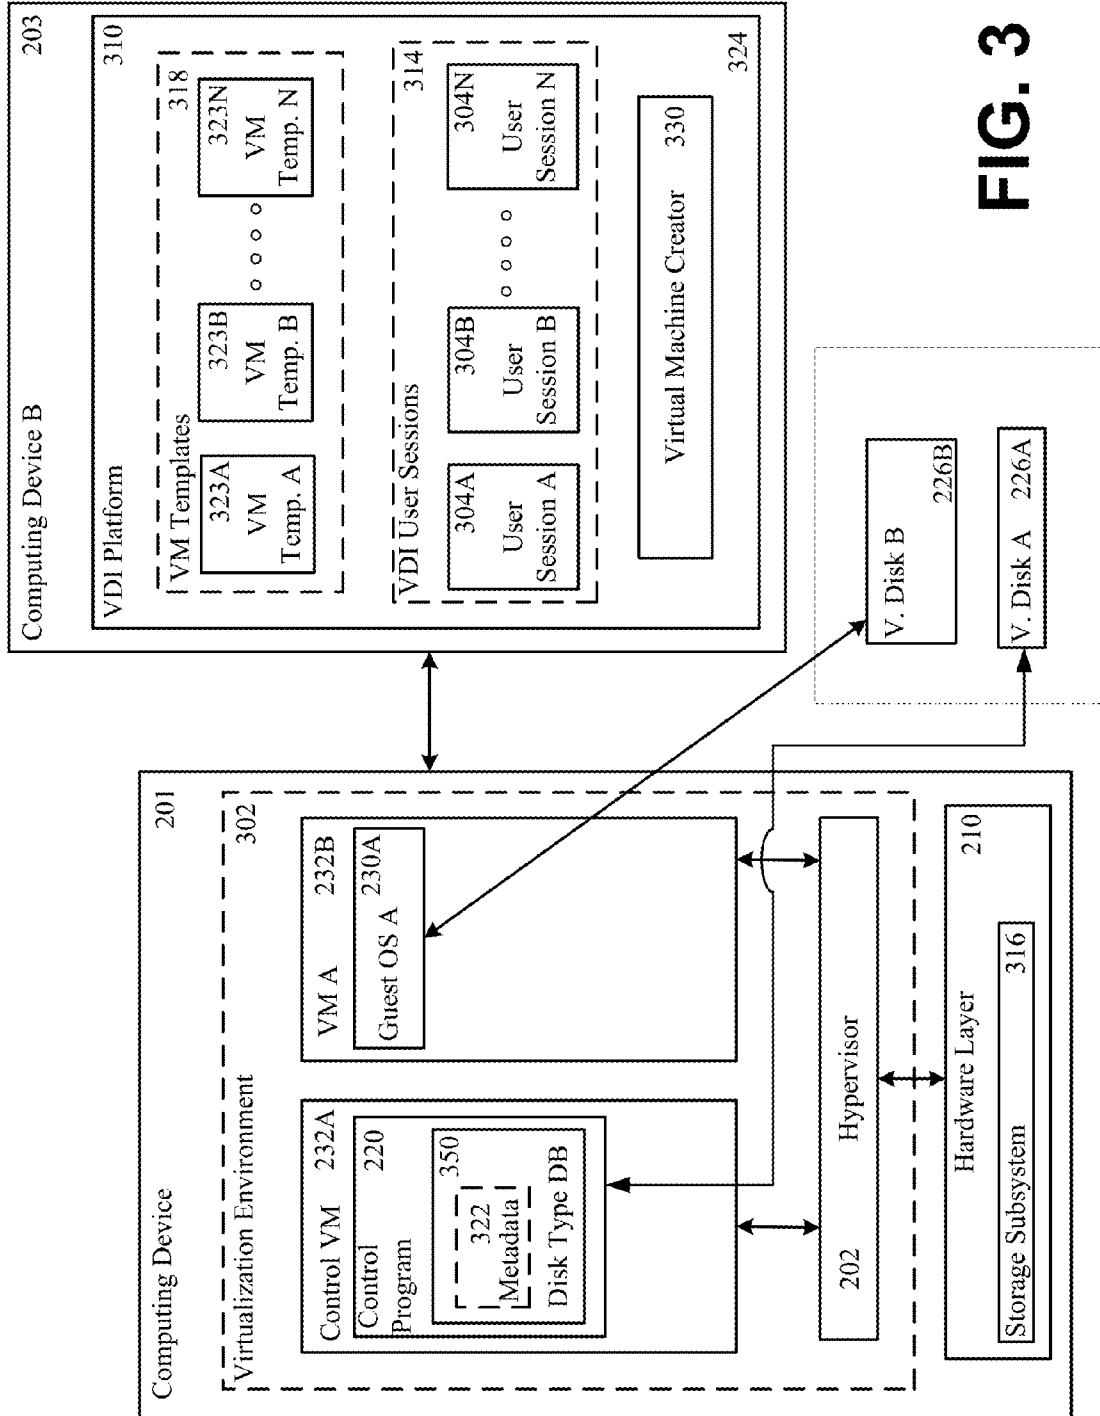 Computing Device B 203
VDI Platform 310
VM Templates 318
323A
VM
Temp. A
323B
VM
Temp. B
323N
VM
Temp. N
VDI User Sessions 314
304A
User
Session A
304B
User
Session B
304N
User
Session N
Virtual Machine Creator 330
324
Computing Device 201
Virtualization Environment 302
Control VM 232A
Control 220
Program
350
322
Metadata
Disk Type DB
VM A 232B
230A
Guest OS A
202 Hypervisor
Hardware Layer 210
Storage Subsystem 316
V. Disk B
226B
V. Disk A 226A
FIG. 3